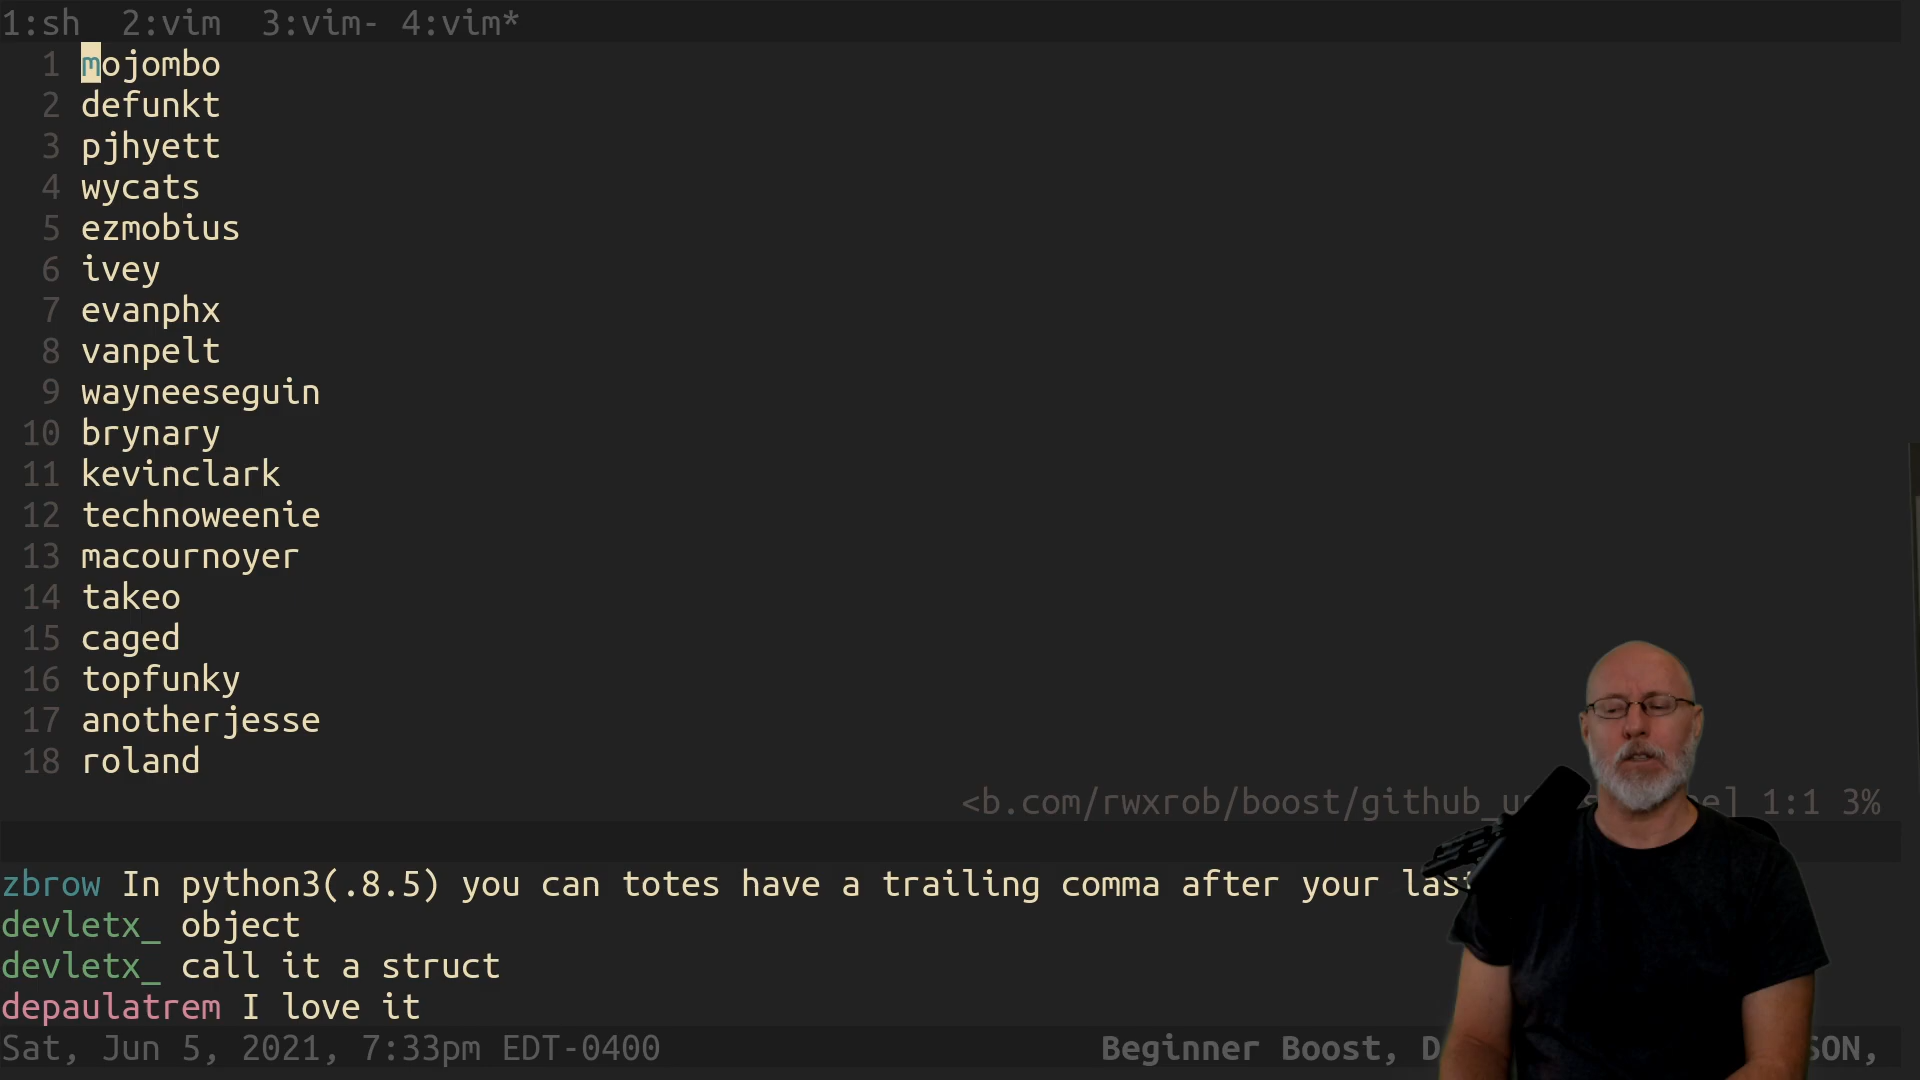 1:sh 2:vim 3:vim- 4:vim*
1 mojombo
2 defunkt
3 pjhyett
4 wycats
5 ezmobius
6 ivey
7 evanphx
8 vanpelt
9 wayneeseguin
10 brynary
11 kevinclark
12 technoweenie
13 macournoyer
14 takeo
15 caged
16 topfunky
17 anotherjesse
18 roland
<b.com/rwxrob/boost/github_u 1:1 3%
zbrow In python3(.8.5) you can totes have a trailing comma after your last
devletx_ object
devletx_ call it a struct
depaulatrem I love it
Sat, Jun 5, 2021, 7:33pm EDT-0400 Beginner Boost,